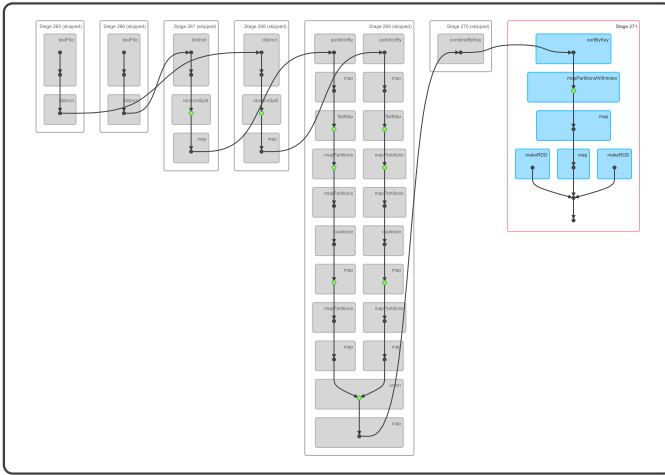 Stage 265 (skipped)
textFile
distinct
Stage 266 (skipped)
textFile
distinct
Stage 267 (skipped)
distinct
randomSplit
map
Stage 268 (skipped)
distinct
randomSplit
map
Stage 269 (skipped)
partitionBy
partitionBy
map
map
flatMap
flatMap
mapPartitions
mapPartitions
mapPartitions
mapPartitions
coalesce
coalesce
map
map
mapPartitions
mapPartitions
map
map
union
map
Stage 270 (skipped)
combineByKey
Stage 271
sortByKey
mapPartitionsWithIndex
map
makeRDD
map
makeRDD